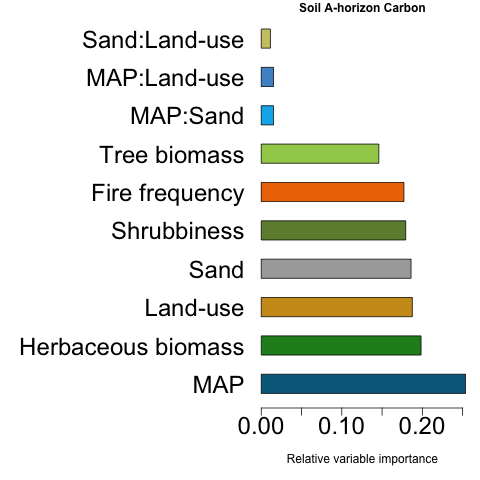 Soil A-horizon Carbon
Sand:Land-use
MAP:Land-use
MAP:Sand
Tree biomass
Fire frequency
Shrubbiness
Sand
Land-use
Herbaceous biomass
MAP
0.00 0.10 0.20
Relative variable importance